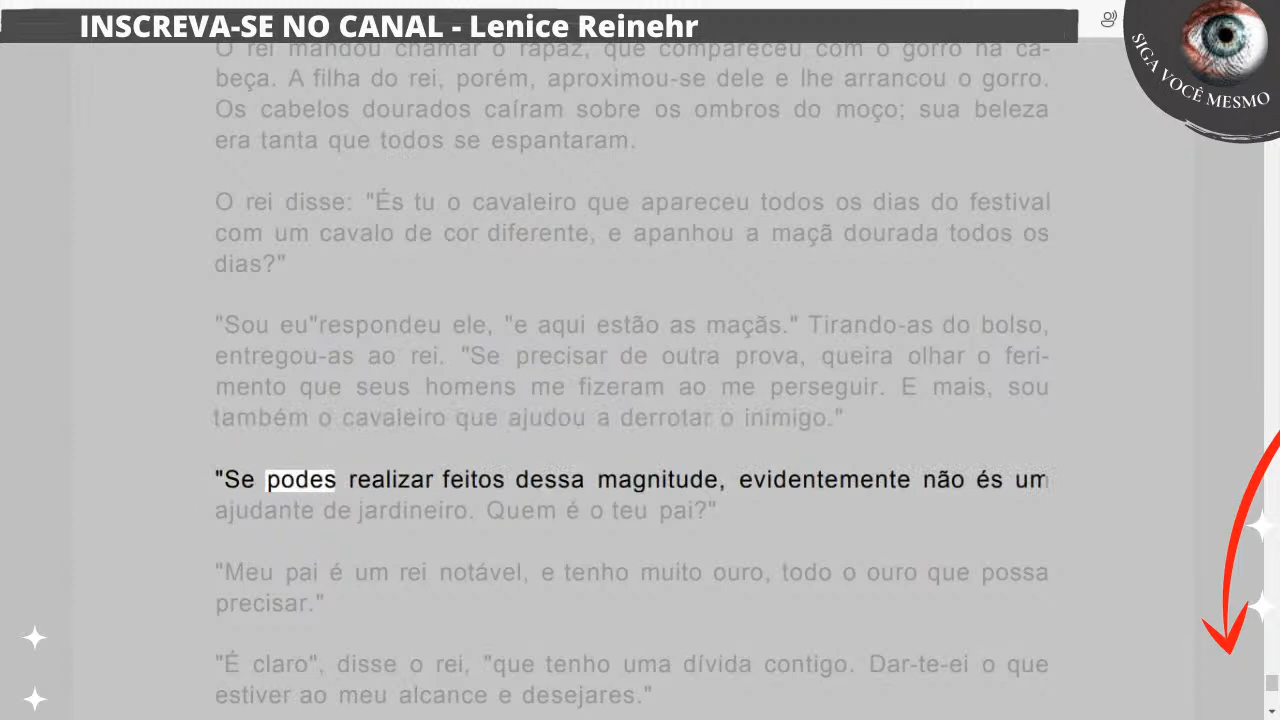 INSCREVA-SE NO CANAL - Lenice Reinehr
SIGA VOCÊ MESMO
O rei mandou chamar o rapaz, que compareceu com o gorro na ca-
beça. A filha do rei, porém, aproximou-se dele e lhe arrancou o gorro.
Os cabelos dourados caíram sobre os ombros do moço; sua beleza
era tanta que todos se espantaram.
O rei disse: "És tu o cavaleiro que apareceu todos os dias do festival
com um cavalo de cor diferente, e apanhou a maçã dourada todos os
dias?"
"Sou eu"respondeu ele, "e aqui estão as maçãs." Tirando-as do bolso,
entregou-as ao rei. "Se precisar de outra prova, queira olhar o feri-
mento que seus homens me fizeram ao me perseguir. E mais, sou
também o cavaleiro que ajudou a derrotar o inimigo."
"Se podes realizar feitos dessa magnitude, evidentemente não és um
ajudante de jardineiro. Quem é o teu pai?"
"Meu pai é um rei notável, e tenho muito ouro, todo o ouro que possa
precisar."
"É claro", disse o rei, "que tenho uma dívida contigo. Dar-te-ei o que
estiver ao meu alcance e desejares."